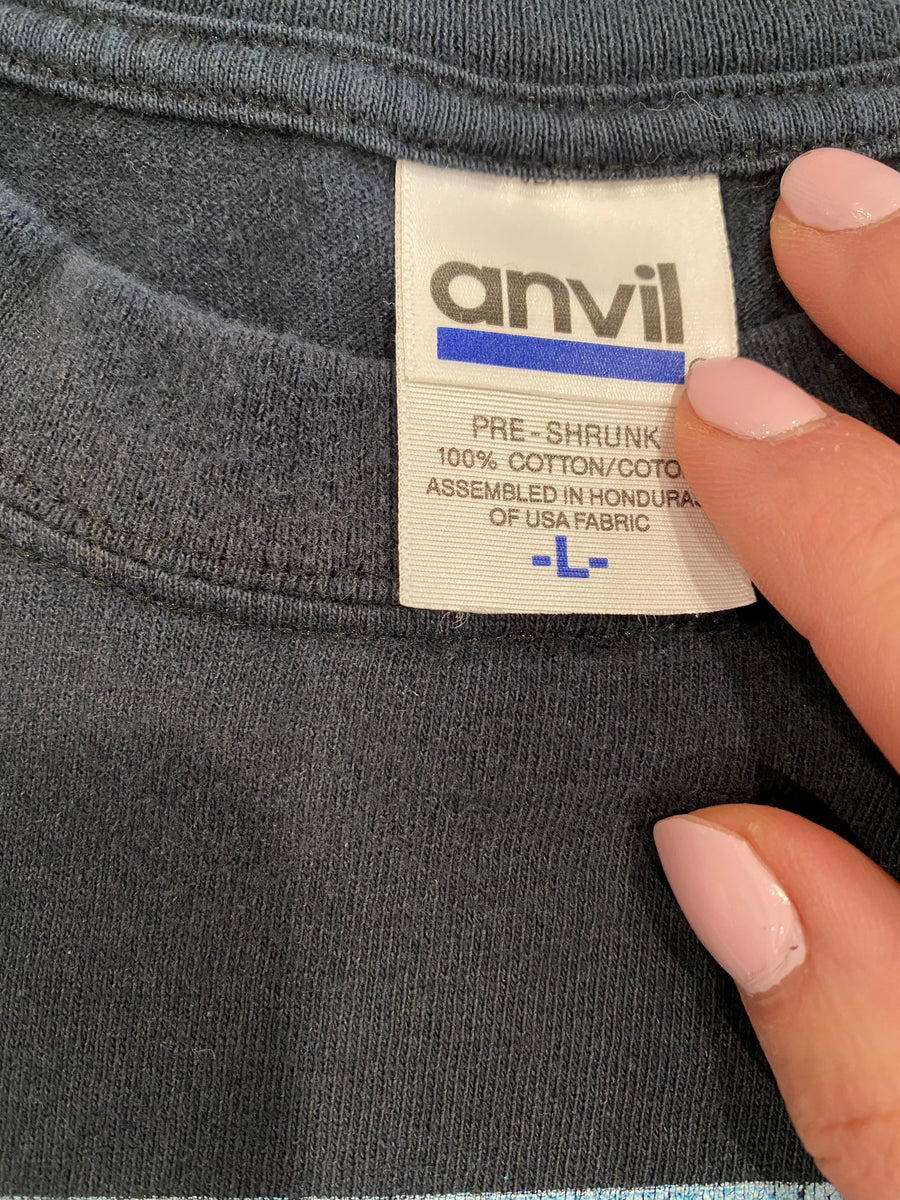 anvil
PRE-SHRUNK
100% COTTON/COTO
ASSEMBLED IN HONDURAS
OF USA FABRIC
-L-